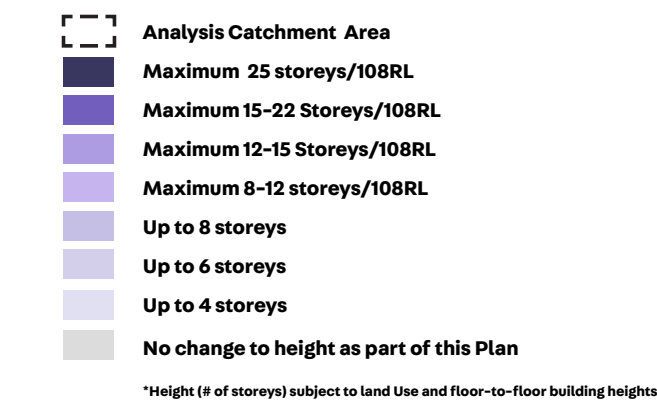 Analysis Catchment Area
Maximum 25 storeys/108RL
Maximum 15-22 Storeys/108RL
Maximum 12-15 Storeys/108RL
Maximum 8-12 storeys/108RL
Up to 8 storeys
Up to 6 storeys
Up to 4 storeys
No change to height as part of this Plan
*Height (# of storeys) subject to land Use and floor-to-floor building heights